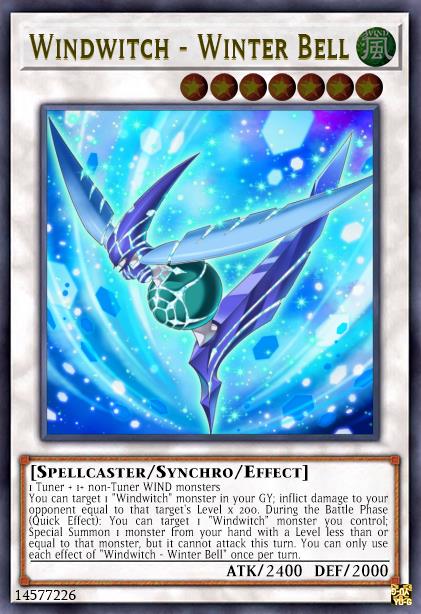 Windwitch - Winter Bell
WIND
風
[Spellcaster/Synchro/Effect]
1 Tuner + 1+ non-Tuner WIND monsters
You can target 1 "Windwitch" monster in your GY; inflict damage to your
opponent equal to that target's Level x 200. During the Battle Phase
(Quick Effect): You can target 1 "Windwitch" monster you control;
Special Summon 1 monster from your hand with a Level less than or
equal to that monster, but it cannot attack this turn. You can only use
each effect of "Windwitch - Winter Bell" once per turn.
ATK/2400 DEF/2000
14577226